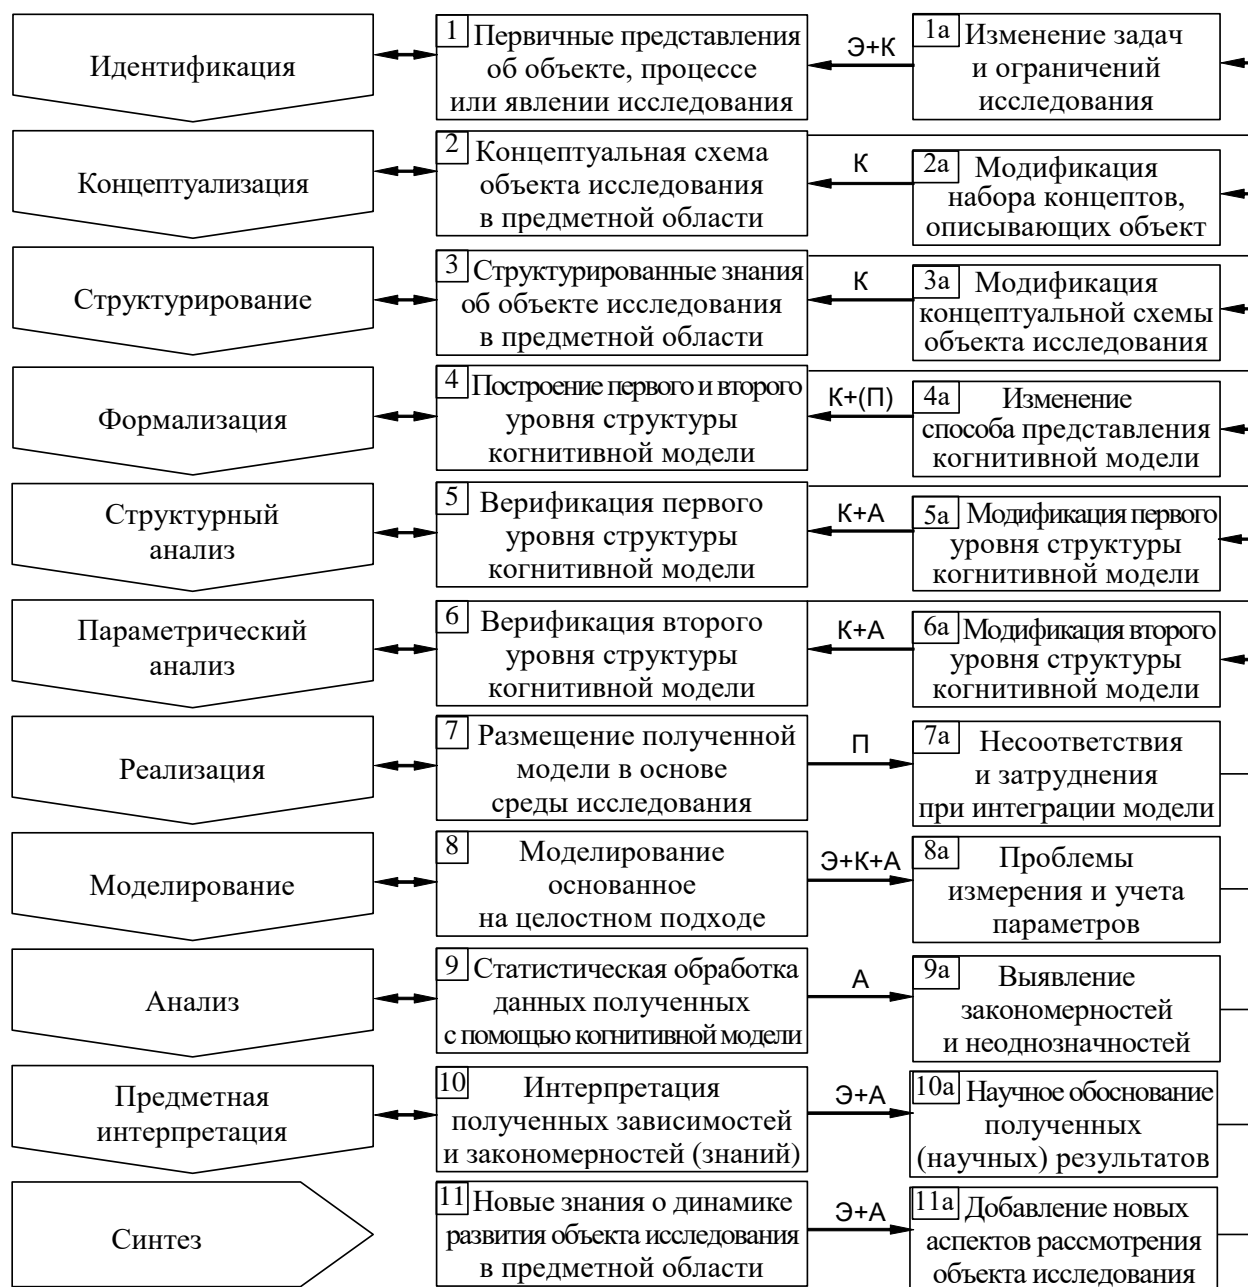 Идентификация
1 Первичные представления
об объекте, процессе
или явлении исследования
Э+К
1а Изменение задач
и ограничений
исследования
Концептуализация
2 Концептуальная схема
объекта исследования
в предметной области
К
2а Модификация
набора концептов,
описывающих объект
Структурирование
3 Структурированные знания
об объекте исследования
в предметной области
К
3а Модификация
концептуальной схемы
объекта исследования
Формализация
4 Построение первого и второго
уровня структуры
когнитивной модели
К+(П)
4а Изменение
способа представления
когнитивной модели
Структурный
анализ
5 Верификация первого
уровня структуры
когнитивной модели
К+А
5а Модификация первого
уровня структуры
когнитивной модели
Параметрический
анализ
6 Верификация второго
уровня структуры
когнитивной модели
К+А
6а Модификация второго
уровня структуры
когнитивной модели
Реализация
7 Размещение полученной
модели в основе
среды исследования
П
7а Несоответствия
и затруднения
при интеграции модели
Моделирование
8 Моделирование
основанное
на целостном подходе
Э+К+А
8а Проблемы
измерения и учета
параметров
Анализ
9 Статистическая обработка
данных полученных
с помощью когнитивной модели
А
9а Выявление
закономерностей
и неоднозначностей
Предметная
интерпретация
10 Интерпретация
полученных зависимостей
и закономерностей (знаний)
Э+А
10а Научное обоснование
полученных
(научных) результатов
Синтез
11 Новые знания о динамике
развития объекта исследования
в предметной области
Э+А
11а Добавление новых
аспектов рассмотрения
объекта исследования